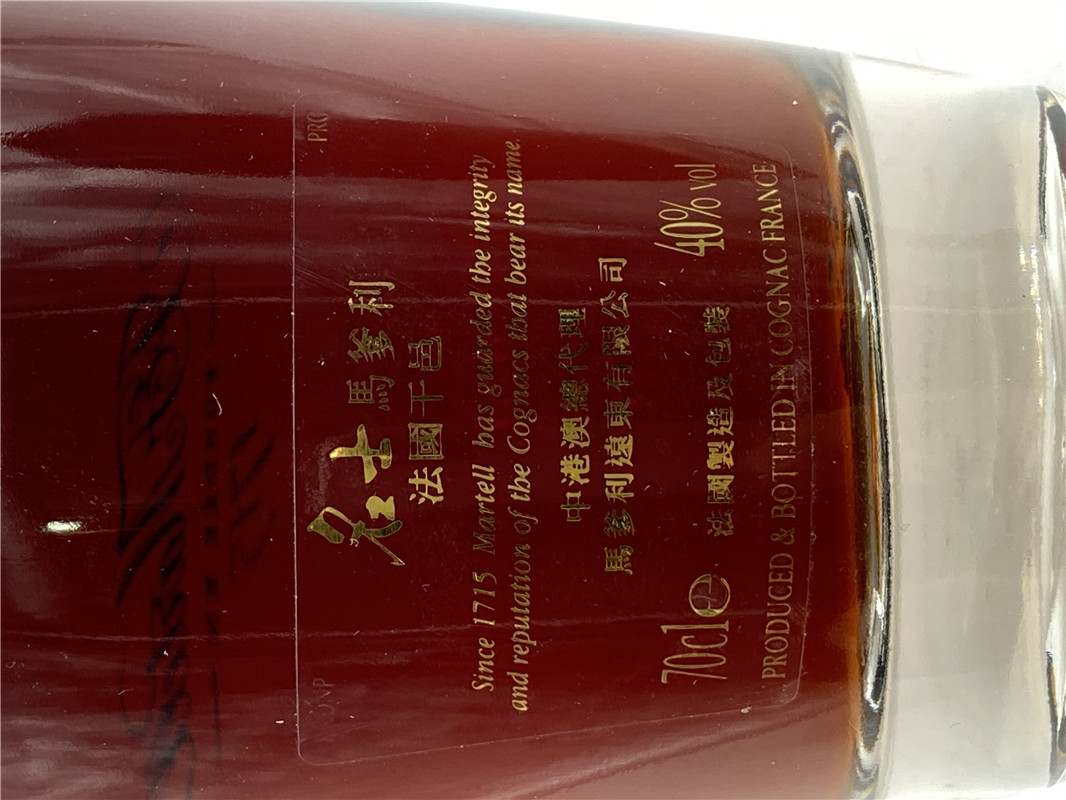 名士 馬爹利
法國干邑
Since 1715 Martell has guarded the integrity
and reputation of the Cognacs that bear its name.
中港澳總代理
馬爹利遠東有限公司
70cl e 40% vol
法國製造及包裝
PRODUCED & BOTTLED IN COGNAC FRANCE